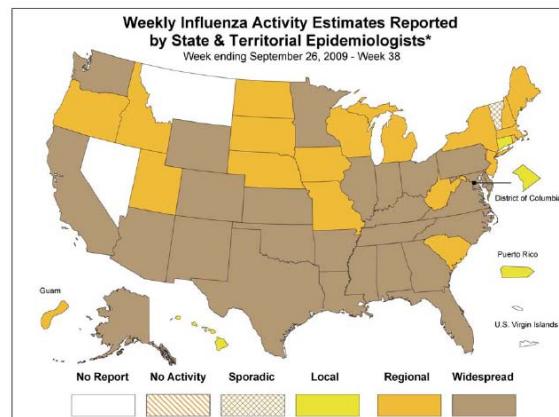 Weekly Influenza Activity Estimates Reported
by State & Territorial Epidemiologists*
Week ending September 26, 2009 - Week 38
District of Columbia
Puerto Rico
Guam
U.S. Virgin Islands
No Report No Activity Sporadic Local Regional Widespread